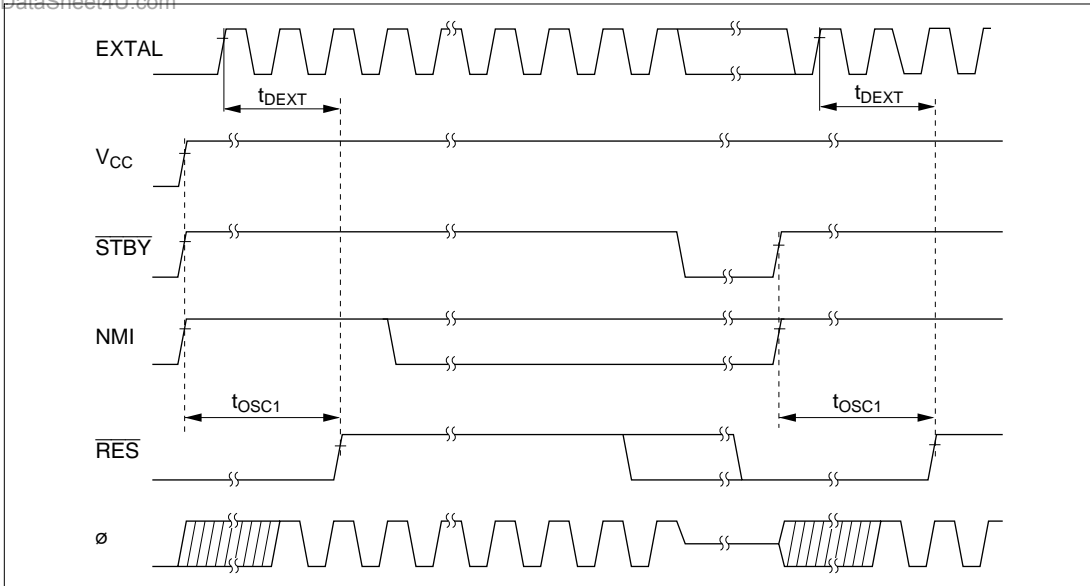 DataSheet4U.com
EXTAL
tDEXT
tDEXT
VCC
STBY
NMI
tOSC1
tOSC1
RES
ø